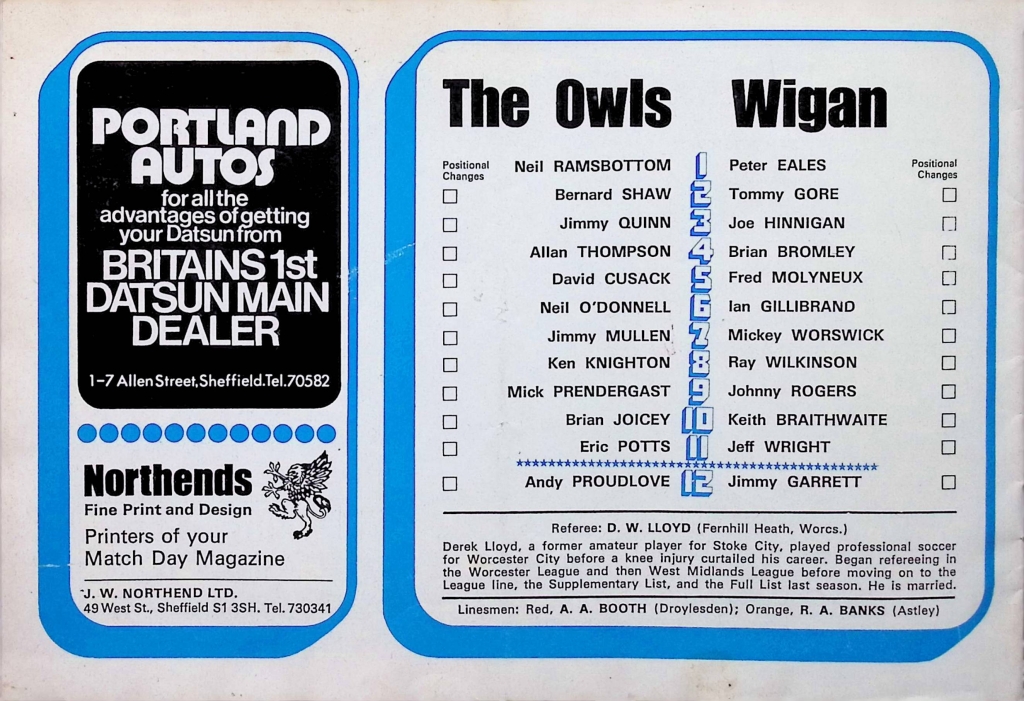 PORTLAND
AUTOS
for all the
advantages of getting
your Datsun from
BRITAINS 1st
DATSUN MAIN
DEALER
1-7 Allen Street, Sheffield. Tel. 70582
Northends
Fine Print and Design
Printers of your
Match Day Magazine
J. W. NORTHEND LTD.
49 West St., Sheffield S1 3SH. Tel. 730341
The Owls Wigan
Positional Changes Neil RAMSBOTTOM 1 Peter EALES Positional Changes
Bernard SHAW 2 Tommy GORE
Jimmy QUINN 3 Joe HINNIGAN
Allan THOMPSON 4 Brian BROMLEY
David CUSACK 5 Fred MOLYNEUX
Neil O'DONNELL 6 Ian GILLIBRAND
Jimmy MULLEN 7 Mickey WORSWICK
Ken KNIGHTON 8 Ray WILKINSON
Mick PRENDERGAST 9 Johnny ROGERS
Brian JOICEY 10 Keith BRAITHWAITE
Eric POTTS 11 Jeff WRIGHT
Andy PROUDLOVE 12 Jimmy GARRETT
Referee: D. W. LLOYD (Fernhill Heath, Worcs.)
Derek Lloyd, a former amateur player for Stoke City, played professional soccer
for Worcester City before a knee injury curtailed his career. Began refereeing in
the Worcester League and then West Midlands League before moving on to the
League line, the Supplementary List, and the Full List last season. He is married.
Linesmen: Red, A. A. BOOTH (Droylesden); Orange, R. A. BANKS (Astley)